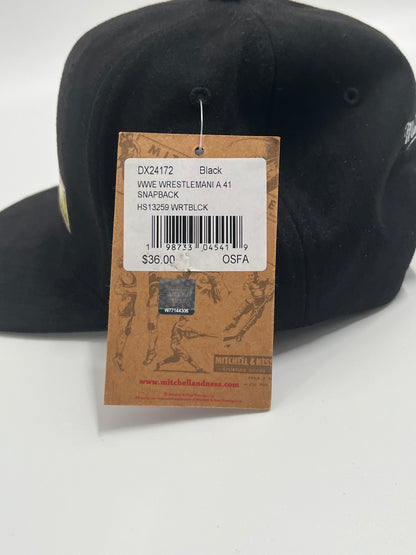 MITCHELL
DX24172 Black
WWE WRESTLEMANI A 41
SNAPBACK
HS13259 WRTBLCK
1 98733 04541 9
$36.00 OSFA
W77144306
MITCHELL & NESS
www.mitchellandness.com